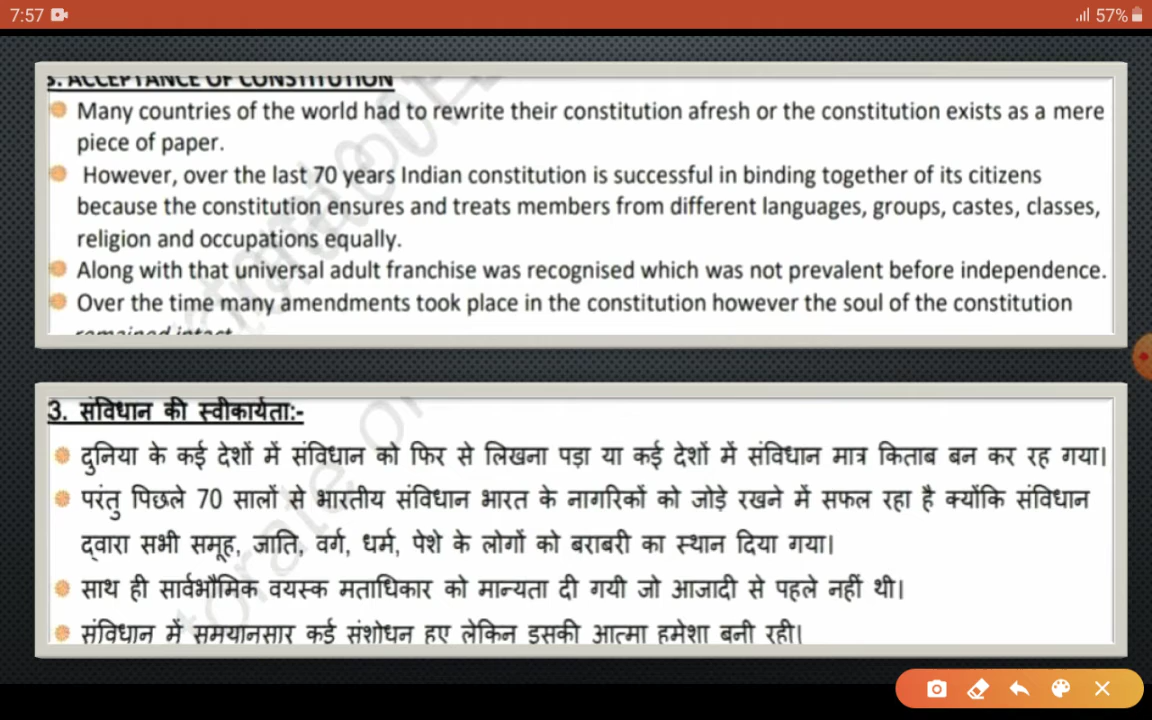 7:57
57%
3. ACCEPTANCE OF CONSTITUTION
Many countries of the world had to rewrite their constitution afresh or the constitution exists as a mere
piece of paper.
However, over the last 70 years Indian constitution is successful in binding together of its citizens
because the constitution ensures and treats members from different languages, groups, castes, classes,
religion and occupations equally.
Along with that universal adult franchise was recognised which was not prevalent before independence.
Over the time many amendments took place in the constitution however the soul of the constitution
remained intact
3. संविधान की स्वीकार्यता:-
दुनिया के कई देशों में संविधान को फिर से लिखना पड़ा या कई देशों में संविधान मात्र किताब बन कर रह गया।
परंतु पिछले 70 सालों से भारतीय संविधान भारत के नागरिकों को जोड़े रखने में सफल रहा है क्योंकि संविधान
द्वारा सभी समूह, जाति, वर्ग, धर्म, पेशे के लोगों को बराबरी का स्थान दिया गया।
साथ ही सार्वभौमिक वयस्क मताधिकार को मान्यता दी गयी जो आजादी से पहले नहीं थी।
संविधान में समयानुसार कई संशोधन हुए लेकिन इसकी आत्मा हमेशा बनी रही।